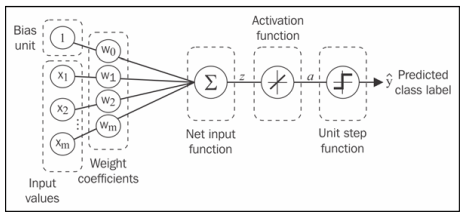 Bias
unit
1
w0
x1
w1
x2
w2
⋮
xm
wm
Input
values
Weight
coefficients
Σ
Net input
function
z
Activation
function
a
Unit step
function
ŷ
Predicted
class label